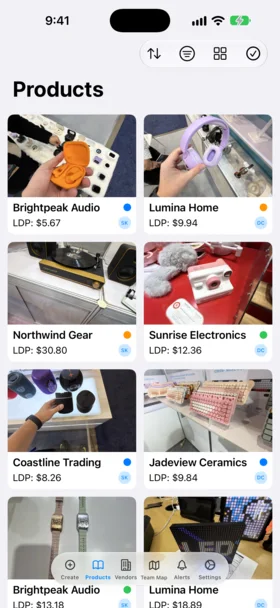 9:41
Products
Brightpeak Audio
LDP: $5.67
SK
Lumina Home
LDP: $9.94
DC
Northwind Gear
LDP: $30.80
SK
Sunrise Electronics
LDP: $12.36
DC
Coastline Trading
LDP: $8.26
SK
Jadeview Ceramics
LDP: $9.84
DC
Brightpeak Audio
LDP: $13.18
SK
Lumina Home
LDP: $18.89
DC
Create
Products
Vendors
Team Map
Alerts
Settings